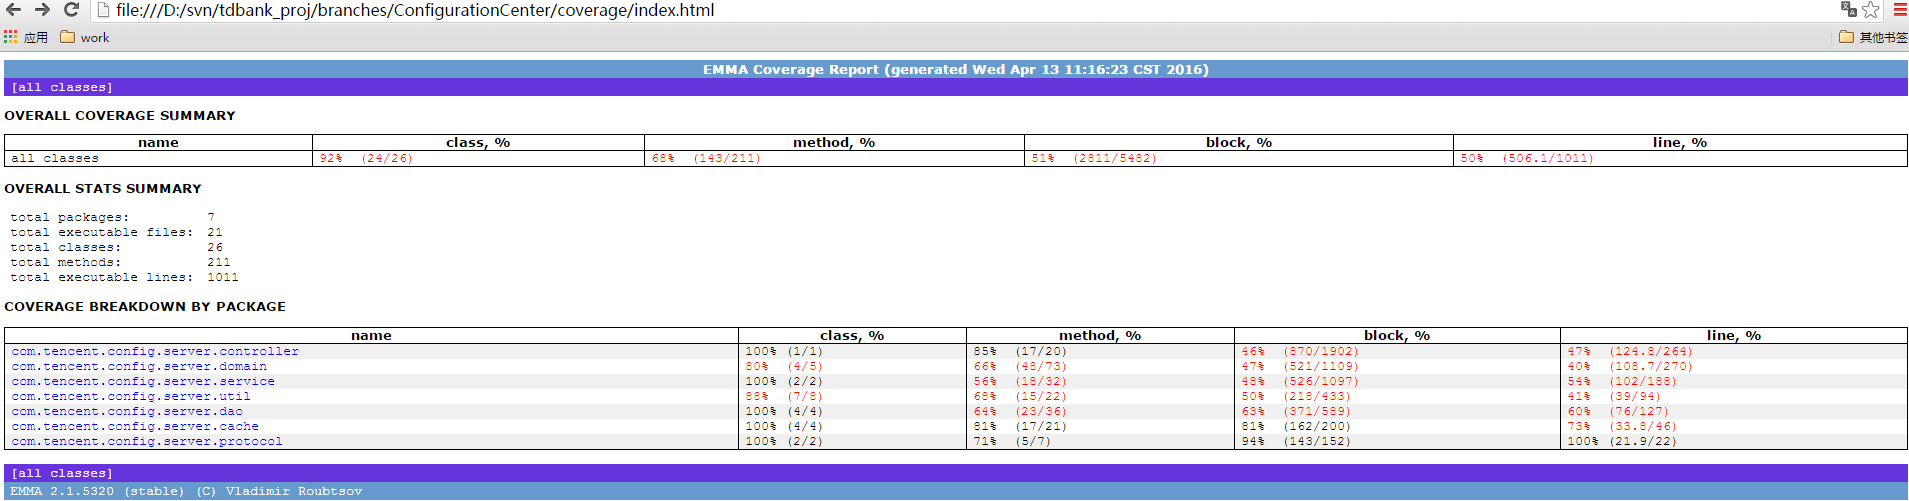 file:///D:/svn/tdbank_proj/branches/ConfigurationCenter/coverage/index.html
应用 work 其他书签
EMMA Coverage Report (generated Wed Apr 13 11:16:23 CST 2016)
[all classes]
OVERALL COVERAGE SUMMARY
name class, % method, % block, % line, %
all classes 92% (24/26) 68% (143/211) 51% (2811/5482) 50% (506.1/1011)
OVERALL STATS SUMMARY
total packages: 7
total executable files: 21
total classes: 26
total methods: 211
total executable lines: 1011
COVERAGE BREAKDOWN BY PACKAGE
name class, % method, % block, % line, %
com.tencent.config.server.controller 100% (1/1) 85% (17/20) 46% (870/1902) 47% (124.8/264)
com.tencent.config.server.domain 80% (4/5) 66% (48/73) 47% (521/1109) 40% (108.7/270)
com.tencent.config.server.service 100% (2/2) 56% (18/32) 48% (526/1097) 54% (102/188)
com.tencent.config.server.util 88% (7/8) 68% (15/22) 50% (218/433) 41% (39/94)
com.tencent.config.server.dao 100% (4/4) 64% (23/36) 63% (371/589) 60% (76/127)
com.tencent.config.server.cache 100% (4/4) 81% (17/21) 81% (162/200) 73% (33.8/46)
com.tencent.config.server.protocol 100% (2/2) 71% (5/7) 94% (143/152) 100% (21.9/22)
[all classes]
EMMA 2.1.5320 (stable) (C) Vladimir Roubtsov